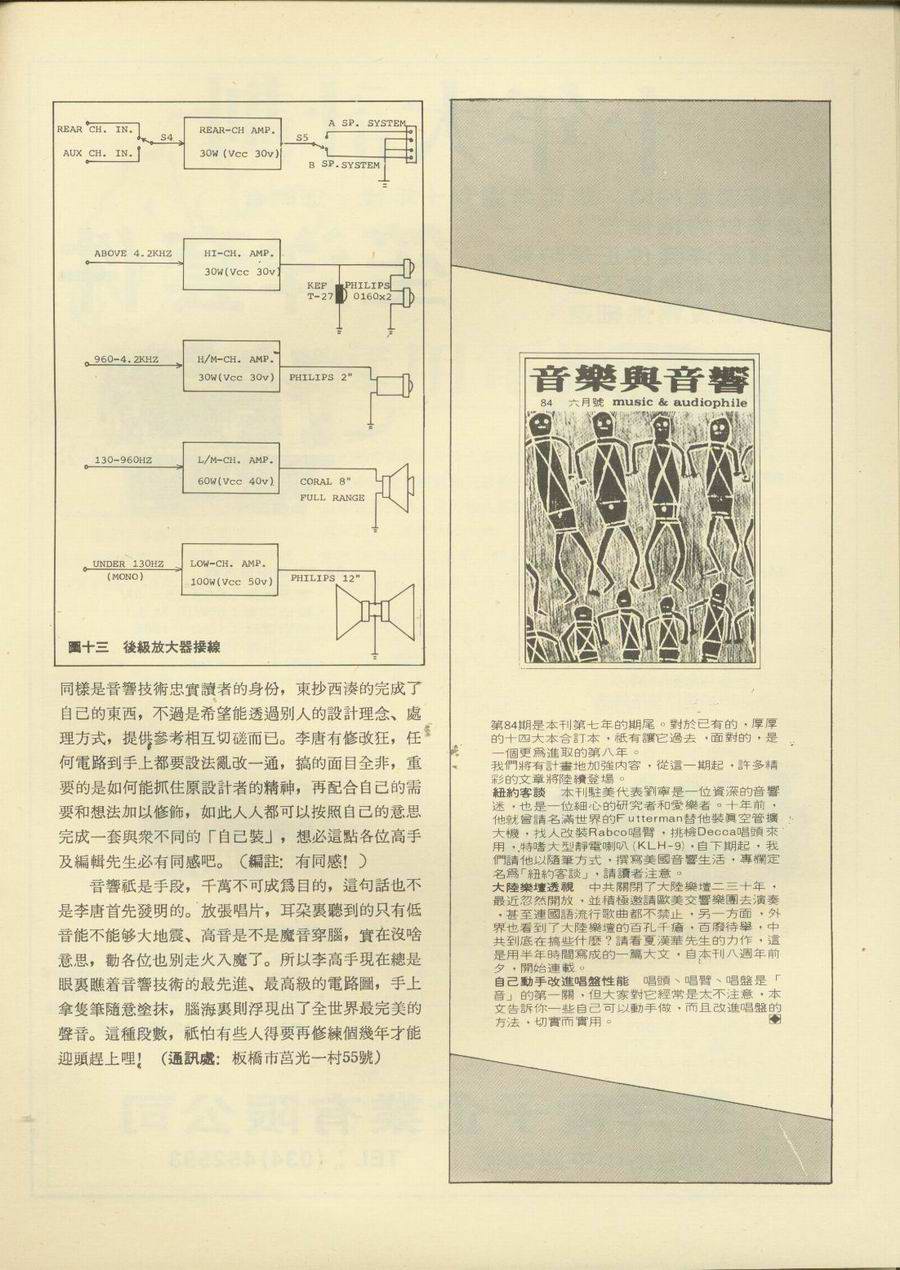 REAR CH. IN.
AUX CH. IN.
S4
REAR-CH AMP.
30W (Vcc 30v)
S5
A SP. SYSTEM
B SP.SYSTEM
ABOVE 4.2KHZ
HI-CH. AMP.
30W(Vcc 30v)
KEF
T-27
PHILIPS
0160x2
960-4.2KHZ
H/M-CH. AMP.
30W(Vcc 30v)
PHILIPS 2"
130-960HZ
L/M-CH. AMP.
60W(Vcc 40v)
CORAL 8"
FULL RANGE
UNDER 130HZ
(MONO)
LOW-CH. AMP.
100W(Vcc 50v)
PHILIPS 12"
圖十三 後級放大器接線
同樣是音響技術忠實讀者的身份，東抄西湊的完成了
自己的東西，不過是希望能透過別人的設計理念、處
理方式，提供參考相互切磋而已。李唐有修改狂，任
何電路到手上都要設法亂改一通，搞的面目全非，重
要的是如何能抓住原設計者的精神，再配合自己的需
要和想法加以修飾，如此人人都可以按照自己的意思
完成一套與衆不同的「自己裝」，想必這點各位高手
及編輯先生必有同感吧。（編註：有同感！）
音響祇是手段，千萬不可成爲目的，這句話也不
是李唐首先發明的。放張唱片，耳朶裏聽到的只有低
音能不能够大地震、高音是不是魔音穿腦，實在沒啥
意思，勸各位也別走火入魔了。所以李高手現在總是
眼裏瞧着音響技術的最先進、最高級的電路圖，手上
拿隻筆隨意塗抹，腦海裏則浮現出了全世界最完美的
聲音。這種段數，祇怕有些人得要再修練個幾年才能
迎頭趕上哩！（通訊處：板橋市莒光一村55號）
音樂與音響
84 六月號 music & audiophile
第84期是本刊第七年的期尾。對於已有的，厚厚
的十四大本合訂本，祇有讓它過去，面對的，是
一個更爲進取的第八年。
我們將有計畫地加強內容，從這一期起，許多精
彩的文章將陸續登場。
紐約客談 本刊駐美代表劉寧是一位資深的音響
迷，也是一位細心的研究者和愛樂者。十年前，
他就曾請名滿世界的Futterman替他裝眞空管擴
大機，找人改裝Rabco唱臂，挑檢Decca唱頭來
用，特嗜大型靜電喇叭(KLH-9)，自下期起，我
們請他以隨筆方式，撰寫美國音響生活，專欄定
名爲「紐約客談」，請讀者注意。
大陸樂壇透視 中共關閉了大陸樂壇二三十年，
最近忽然開放，並積極邀請歐美交響樂團去演奏
，甚至連國語流行歌曲都不禁止，另一方面，外
界也看到了大陸樂壇的百孔千瘡，百廢待舉，中
共到底在搞些什麼？請看夏漢華先生的力作，這
是用半年時間寫成的一篇大文，自本刊八週年前
夕，開始連載。
自己動手改進唱盤性能 唱頭、唱臂、唱盤是「
音」的第一關，但大家對它經常是太不注意，本
文告訴你一些自己可以動手做，而且改進唱盤的
方法，切實而實用。